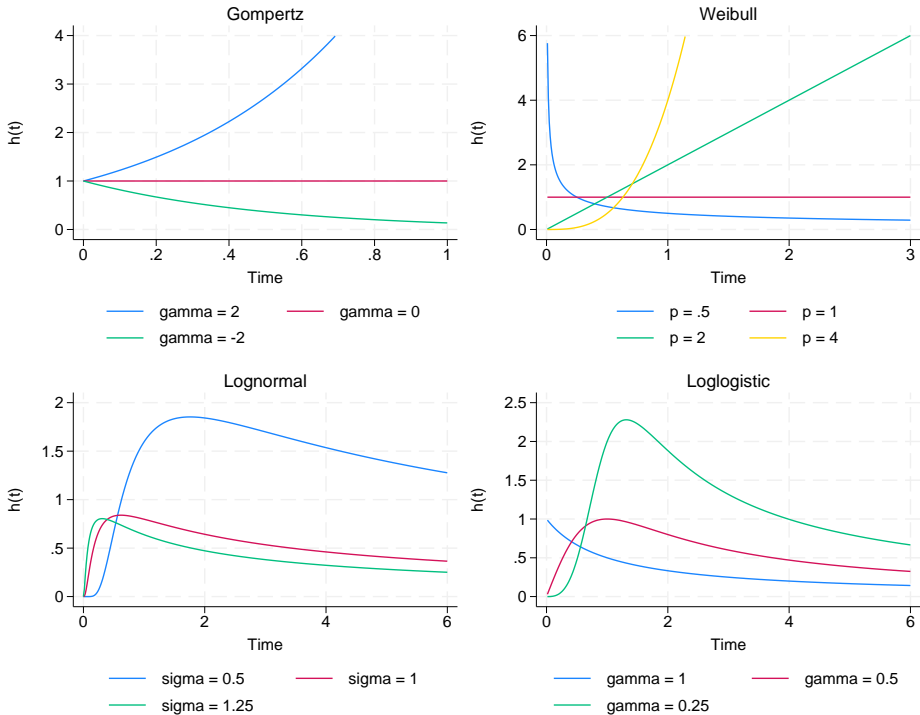 Gompertz
4
3
2
1
0
h(t)
0 .2 .4 .6 .8 1
Time
gamma = 2 gamma = 0
gamma = -2
Weibull
6
4
2
0
h(t)
0 1 2 3
Time
p = .5 p = 1
p = 2 p = 4
Lognormal
2
1.5
1
.5
0
h(t)
0 2 4 6
Time
sigma = 0.5 sigma = 1
sigma = 1.25
Loglogistic
2.5
2
1.5
1
.5
0
h(t)
0 2 4 6
Time
gamma = 1 gamma = 0.5
gamma = 0.25